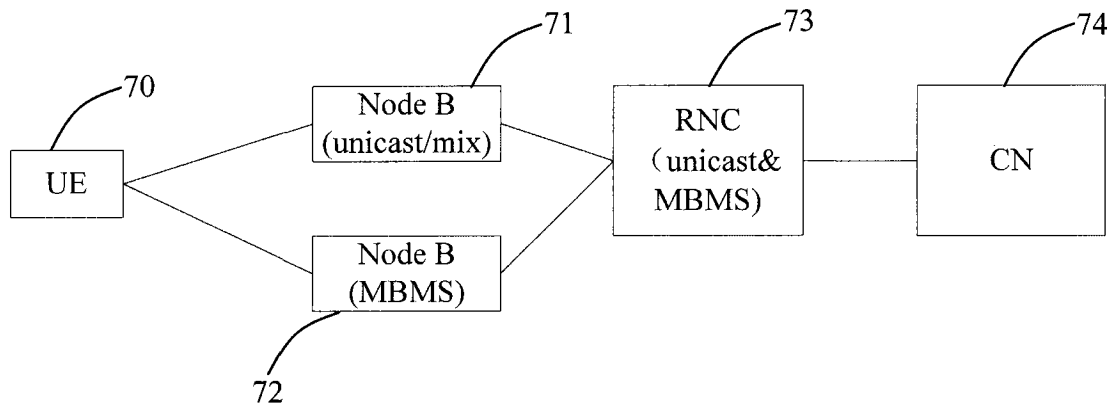 71
73
74
70
Node B
(unicast/mix)
RNC
（unicast&
MBMS)
CN
UE
Node B
(MBMS)
72